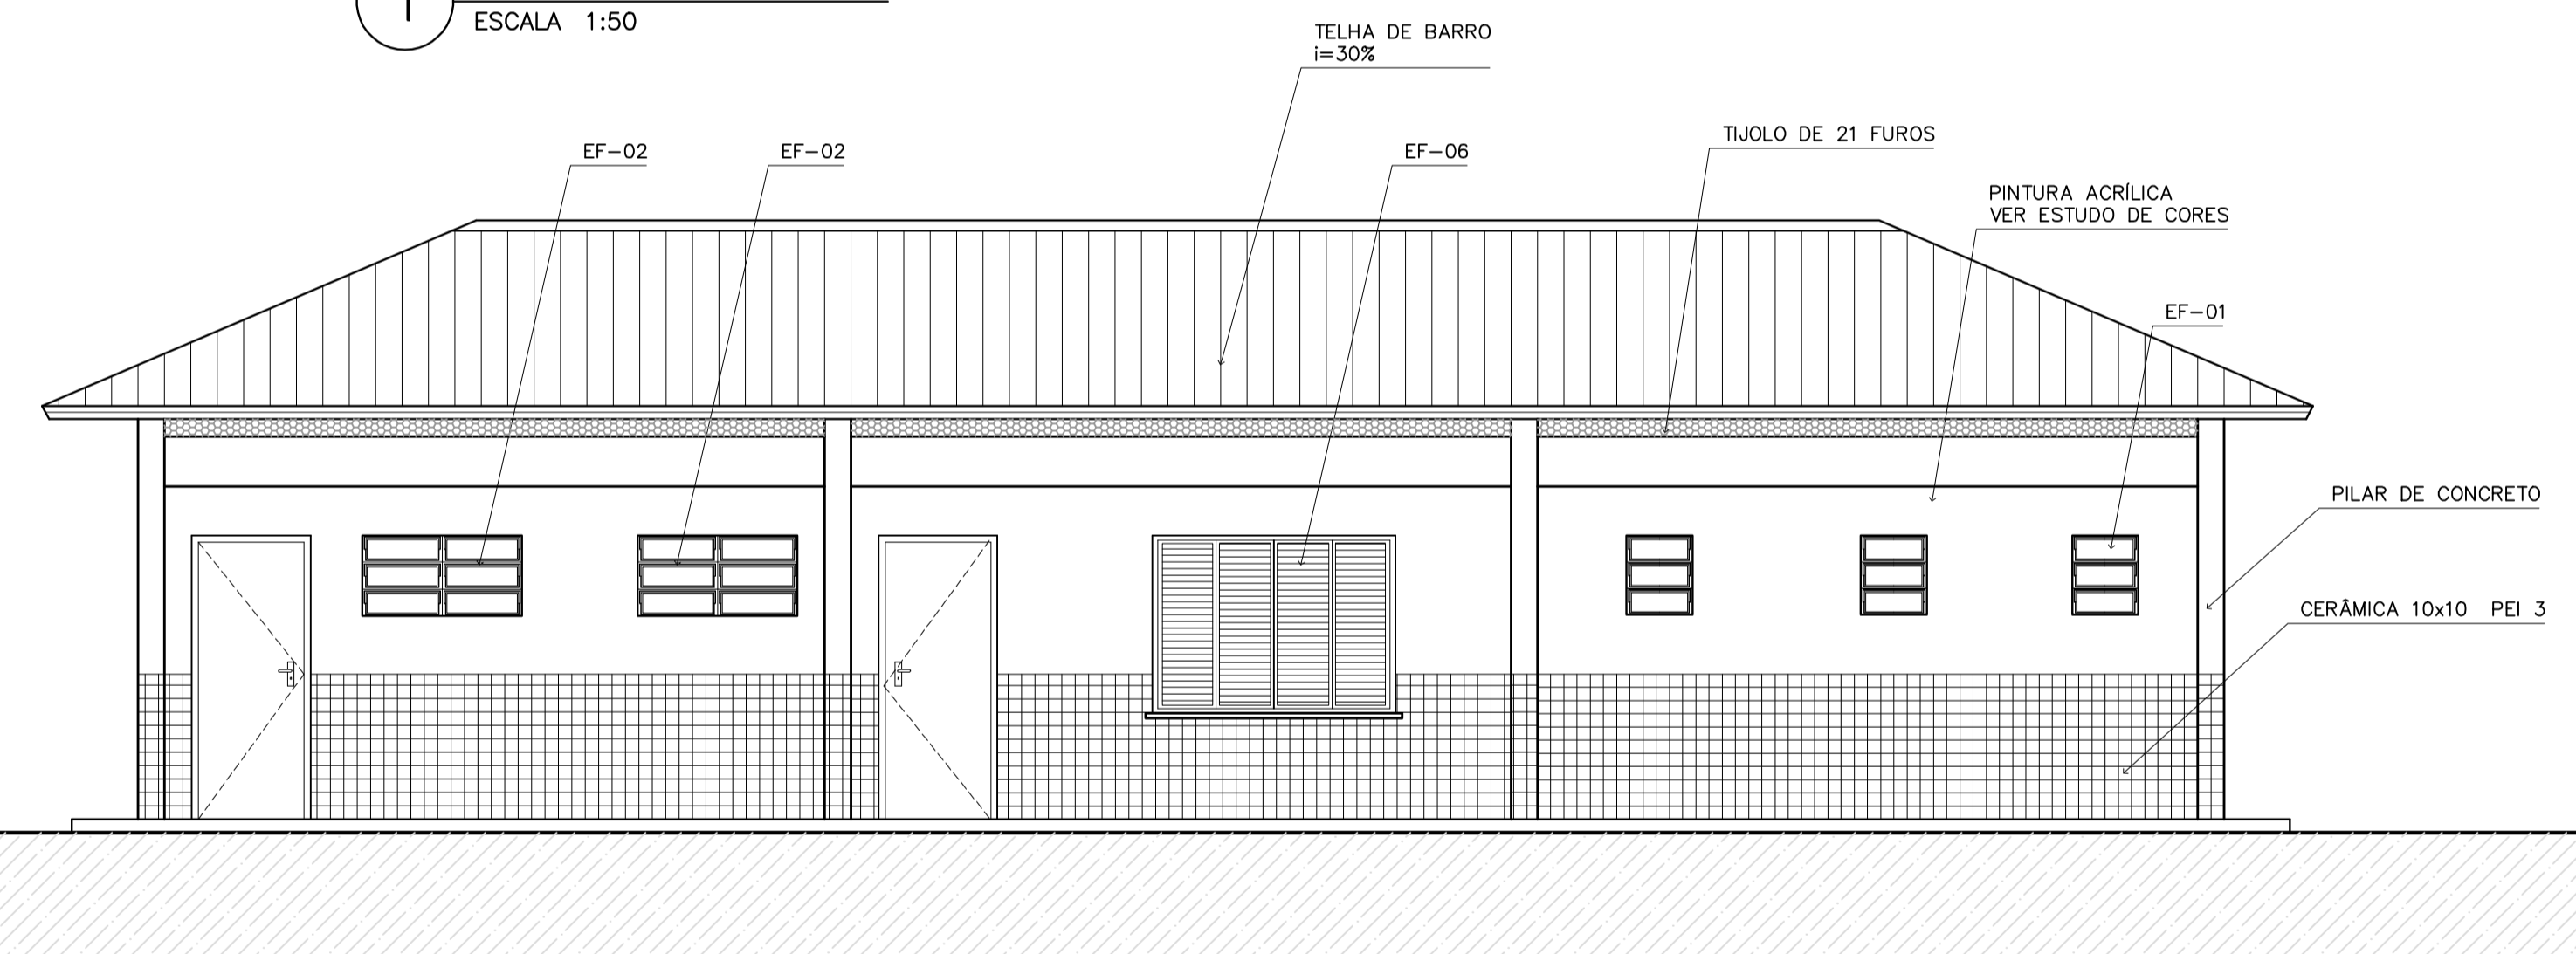 1
ESCALA 1:50
TELHA DE BARRO
i=30%
EF-02
EF-02
EF-06
TIJOLO DE 21 FUROS
PINTURA ACRÍLICA
VER ESTUDO DE CORES
EF-01
PILAR DE CONCRETO
CERÂMICA 10x10 PEI 3